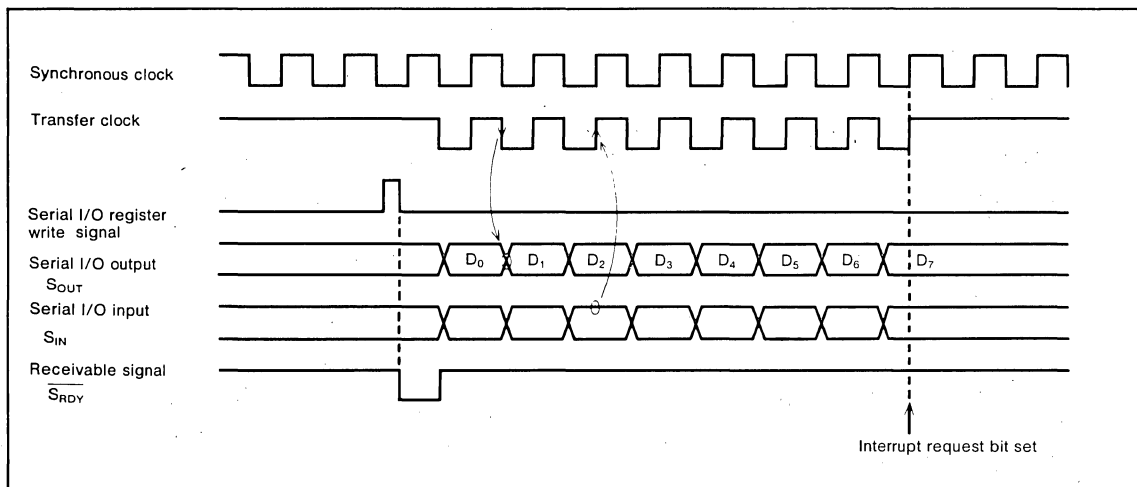 Synchronous clock
Transfer clock
Serial I/O register
write signal
Serial I/O output
SOUT
D0 D1 D2 D3 D4 D5 D6 D7
Serial I/O input
SIN
Receivable signal
SRDY
Interrupt request bit set